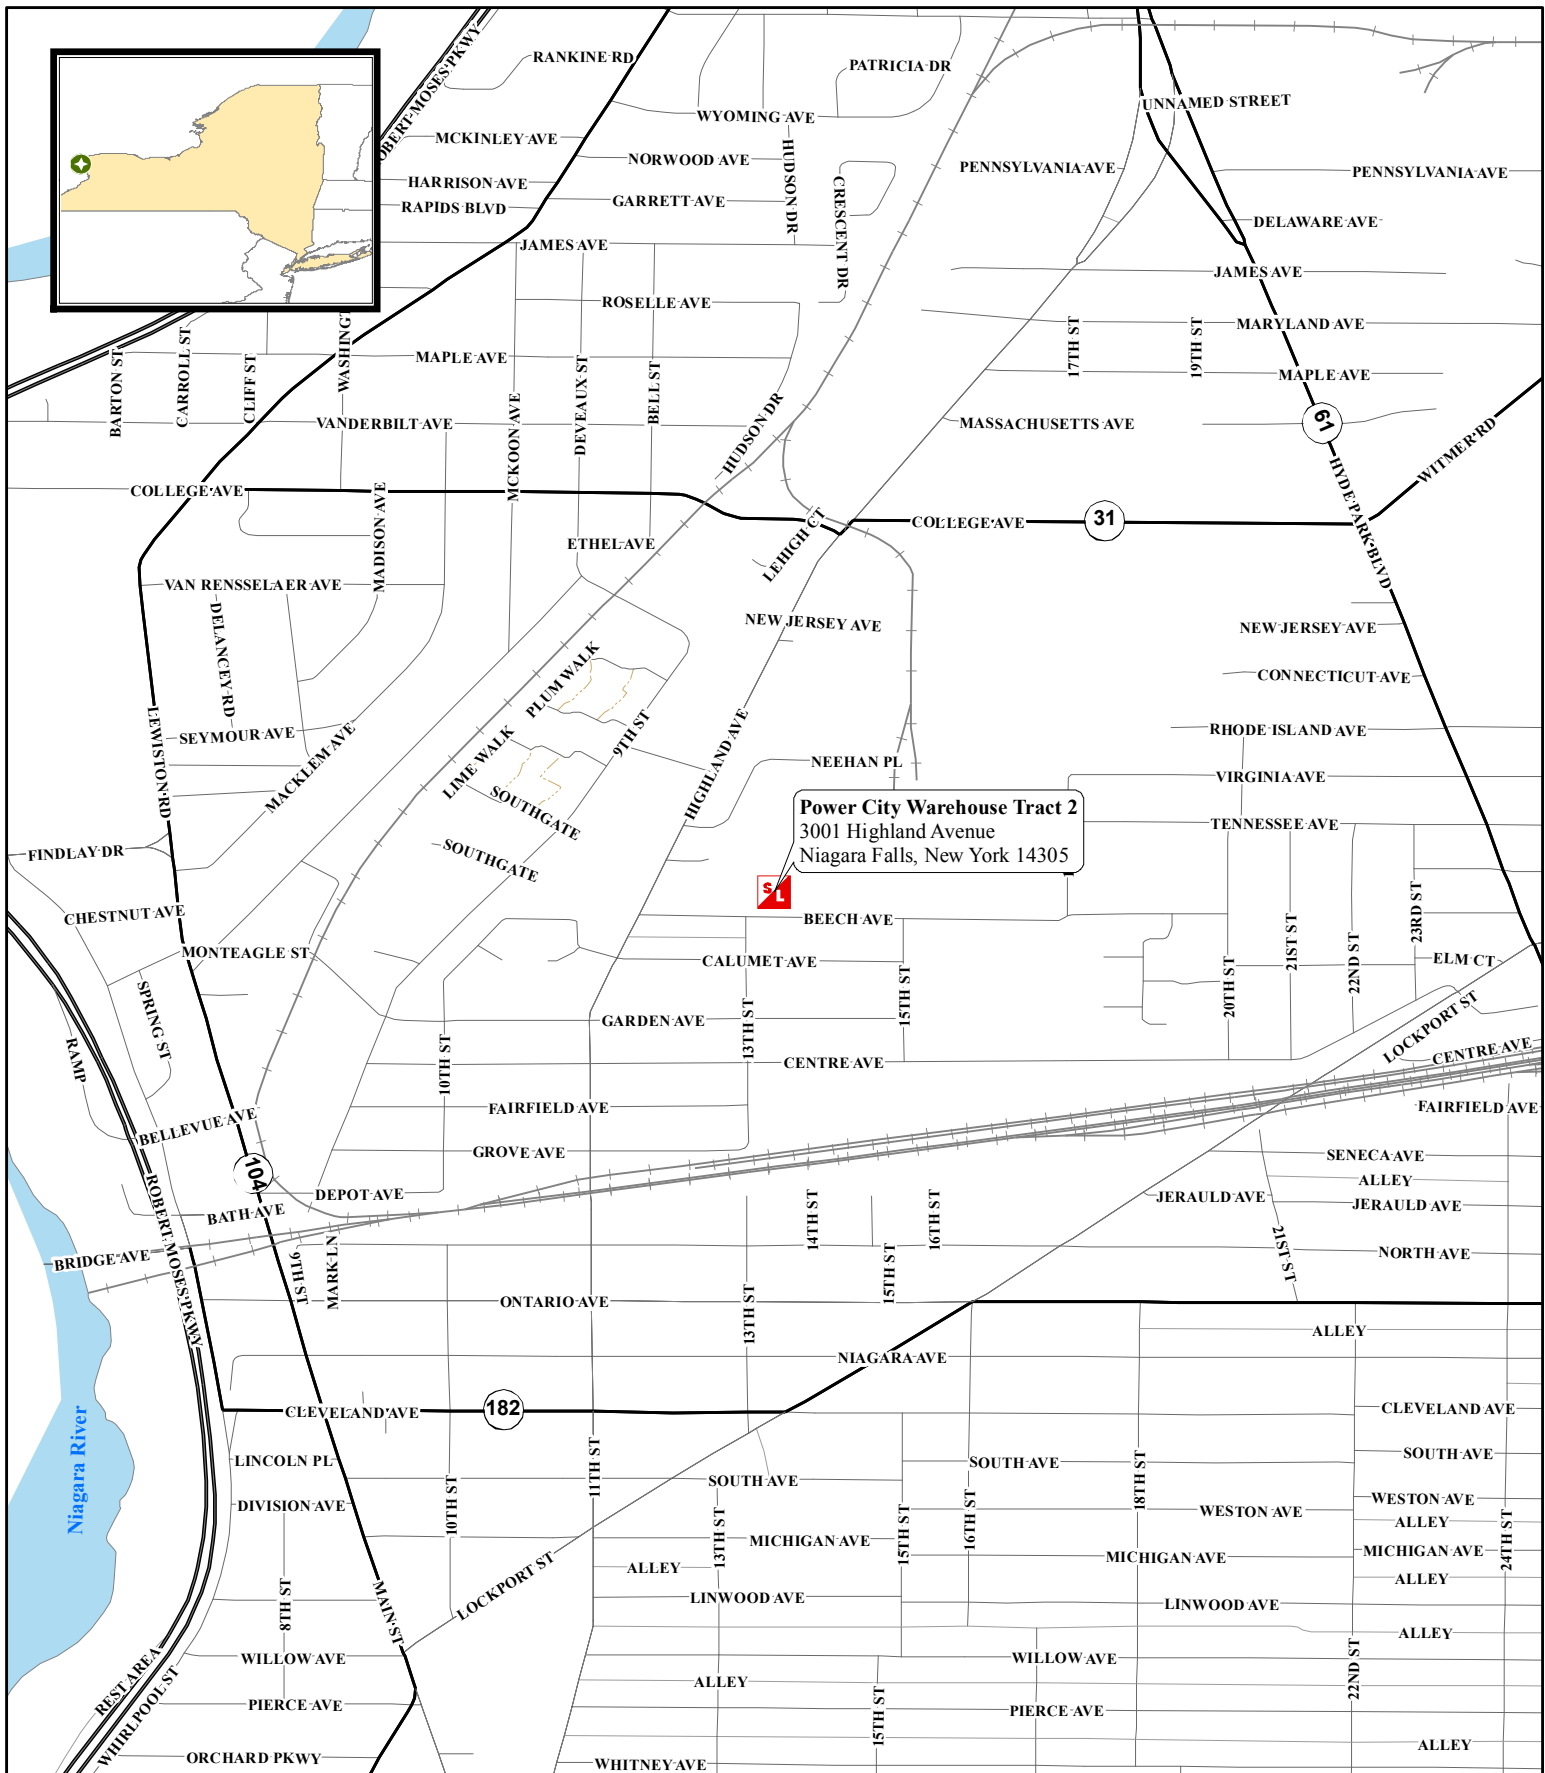 ROBERT MOSES PKWY
RANKINE RD
PATRICIA DR
WYOMING AVE
UNNAMED STREET
MCKINLEY AVE
NORWOOD AVE
HUDSON DR
PENNSYLVANIA AVE
PENNSYLVANIA AVE
HARRISON AVE
GARRETT AVE
CRESCENT DR
RAPIDS BLVD
DELAWARE AVE
JAMES AVE
JAMES AVE
ROSELLE AVE
MARYLAND AVE
17TH ST
19TH ST
BARTON ST
CARROLL ST
CLIFF ST
WASHINGT
MAPLE AVE
MAPLE AVE
MCKOON AVE
DEVEAUX ST
BELL ST
HUDSON DR
VANDERBILT AVE
MASSACHUSETTS AVE
61
WITMER RD
HYDE PARK BLVD
COLLEGE AVE
MADISON AVE
COLLEGE AVE
31
ETHEL AVE
LEHIGH CT
VAN RENSSELAER AVE
DELANCEY RD
NEW JERSEY AVE
NEW JERSEY AVE
PLUM WALK
CONNECTICUT AVE
LEWISTON RD
SEYMOUR AVE
MACKLEM AVE
LIME WALK
9TH ST
HIGHLAND AVE
RHODE ISLAND AVE
NEEHAN PL
VIRGINIA AVE
SOUTHGATE
Power City Warehouse Tract 2
3001 Highland Avenue
Niagara Falls, New York 14305
TENNESSEE AVE
FINDLAY DR
SOUTHGATE
S L
CHESTNUT AVE
BEECH AVE
21ST ST
22ND ST
23RD ST
MONTEAGLE ST
CALUMET AVE
ELM CT
SPRING ST
13TH ST
15TH ST
20TH ST
GARDEN AVE
LOCKPORT ST
RAMP
10TH ST
CENTRE AVE
CENTRE AVE
FAIRFIELD AVE
FAIRFIELD AVE
BELLEVUE AVE
GROVE AVE
SENECA AVE
104
ALLEY
DEPOT AVE
JERAULD AVE
JERAULD AVE
BATH AVE
14TH ST
16TH ST
ROBERT MOSES PKWY
BRIDGE AVE
9TH ST
MARK LN
15TH ST
21ST ST
NORTH AVE
ONTARIO AVE
13TH ST
ALLEY
NIAGARA AVE
CLEVELAND AVE
182
CLEVELAND AVE
Niagara River
LINCOLN PL
11TH ST
SOUTH AVE
SOUTH AVE
SOUTH AVE
18TH ST
DIVISION AVE
10TH ST
13TH ST
15TH ST
16TH ST
WESTON AVE
WESTON AVE
ALLEY
24TH ST
MICHIGAN AVE
MICHIGAN AVE
MICHIGAN AVE
ALLEY
ALLEY
8TH ST
MAIN ST
LOCKPORT ST
LINWOOD AVE
LINWOOD AVE
ALLEY
REST AREA
WILLOW AVE
WILLOW AVE
22ND ST
WHIRLPOOL ST
ALLEY
PIERCE AVE
15TH ST
PIERCE AVE
ORCHARD PKWY
WHITNEY AVE
ALLEY